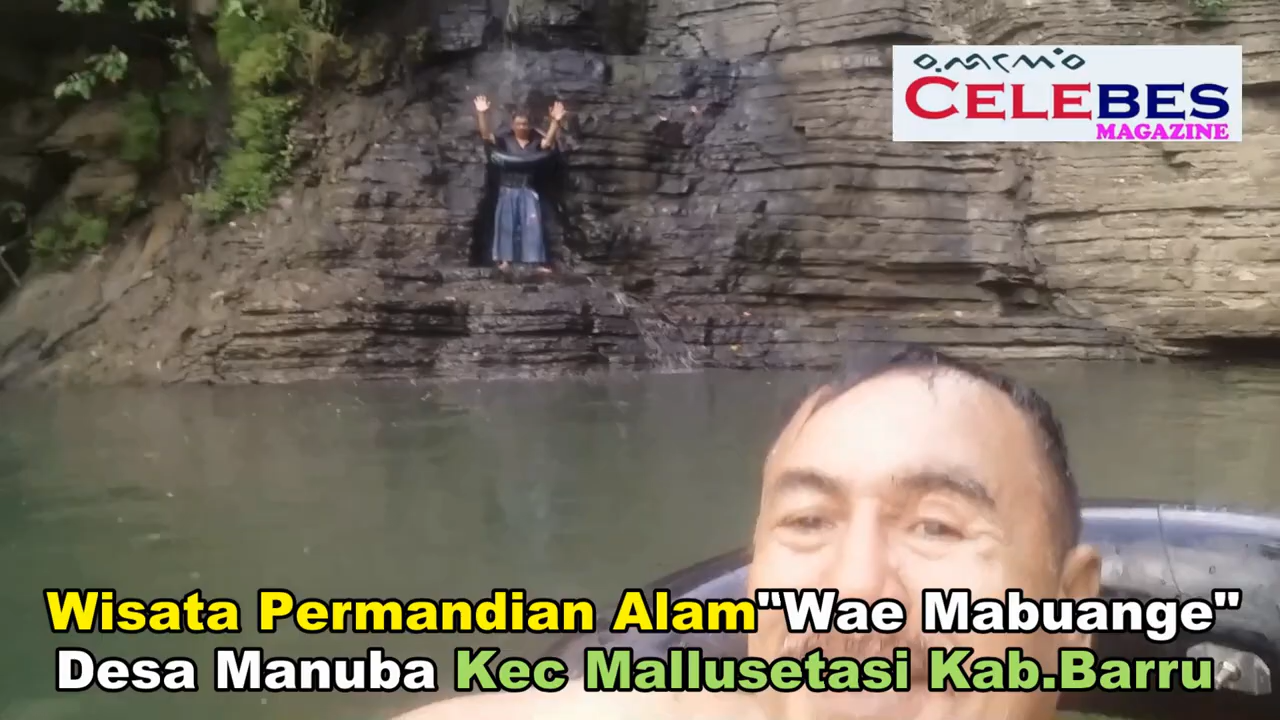 CELEBES
MAGAZINE
Wisata Permandian Alam"Wae Mabuange"
Desa Manuba Kec Mallusetasi Kab.Barru